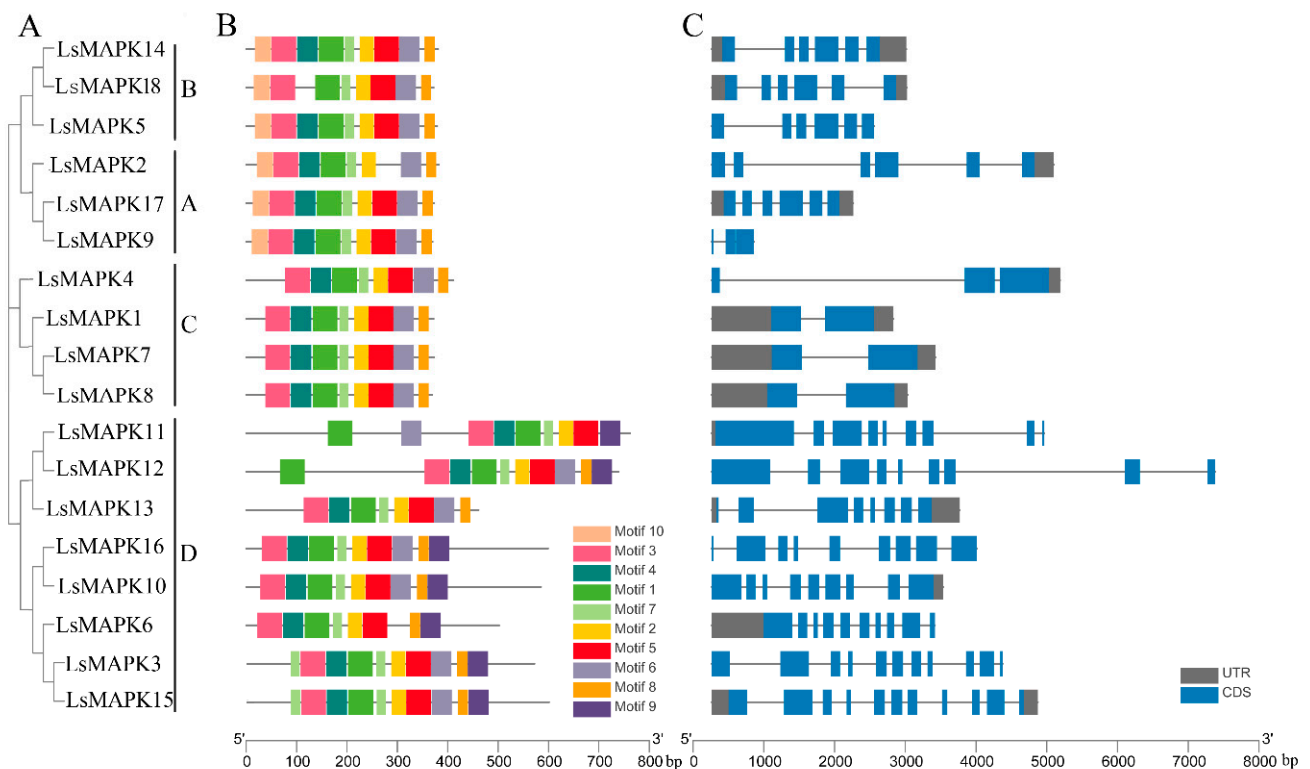 A
B
C
LsMAPK14
LsMAPK18
B
LsMAPK5
LsMAPK2
LsMAPK17
A
LsMAPK9
LsMAPK4
LsMAPK1
C
LsMAPK7
LsMAPK8
LsMAPK11
LsMAPK12
LsMAPK13
LsMAPK16
D
LsMAPK10
LsMAPK6
LsMAPK3
LsMAPK15
Motif 10
Motif 3
Motif 4
Motif 1
Motif 7
Motif 2
Motif 5
Motif 6
Motif 8
Motif 9
UTR
CDS
5' 3' 5' 3'
0 100 200 300 400 500 600 700 800 bp 0 1000 2000 3000 4000 5000 6000 7000 8000 bp